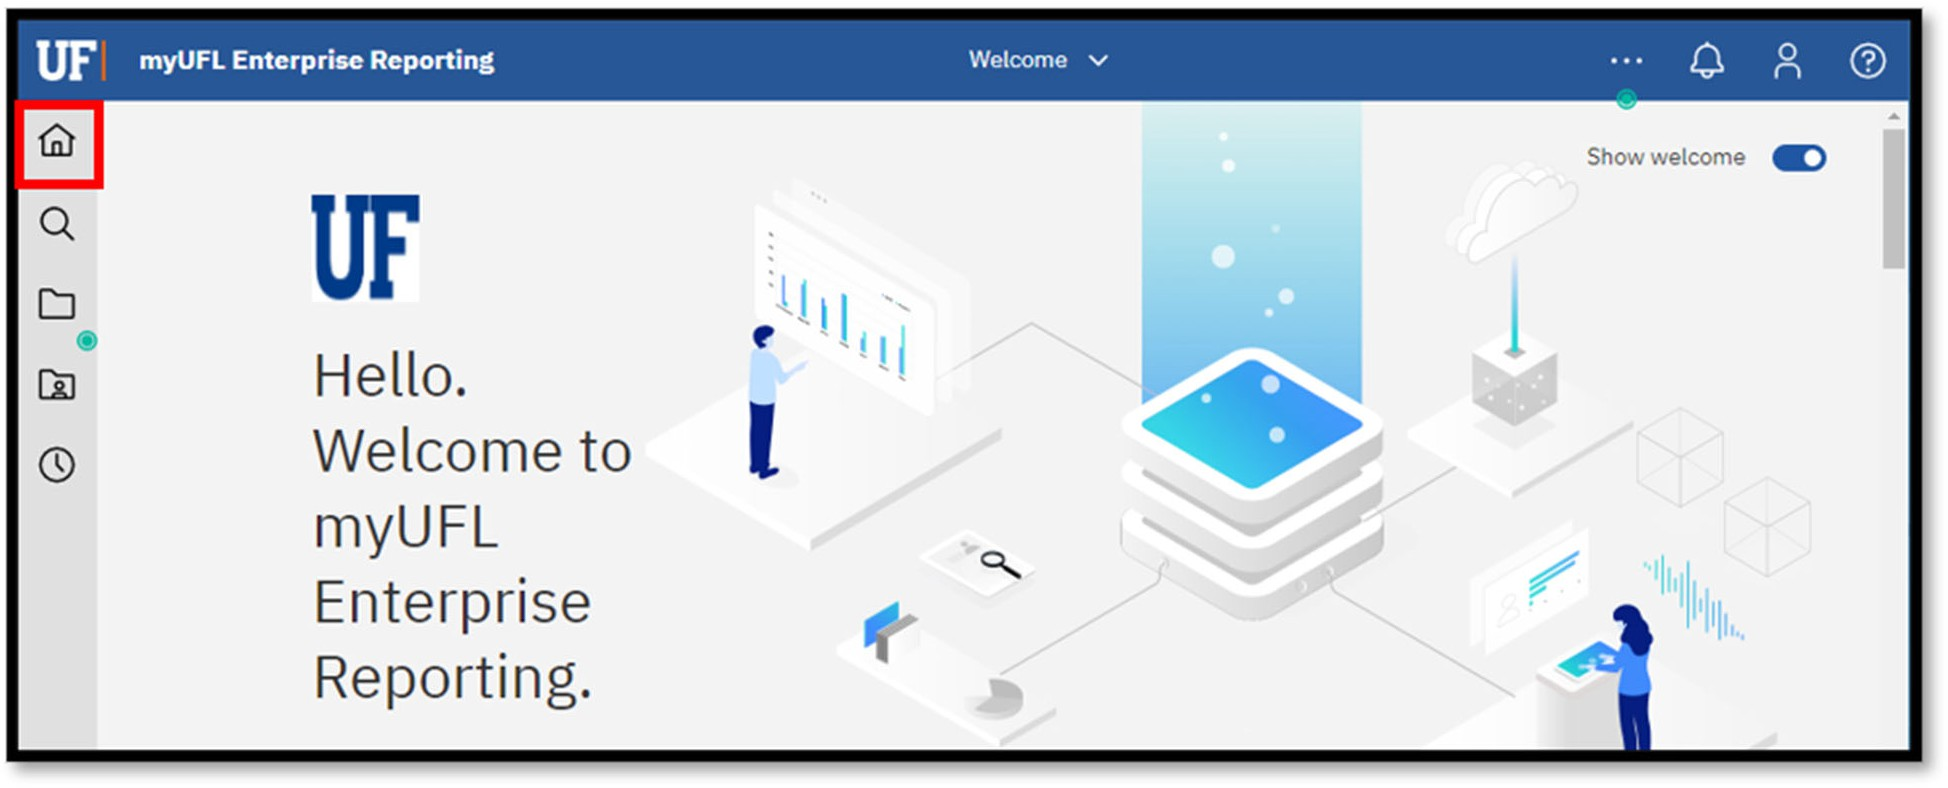 UF myUFL Enterprise Reporting Welcome
Show welcome
UF
Hello.
Welcome to
myUFL
Enterprise
Reporting.